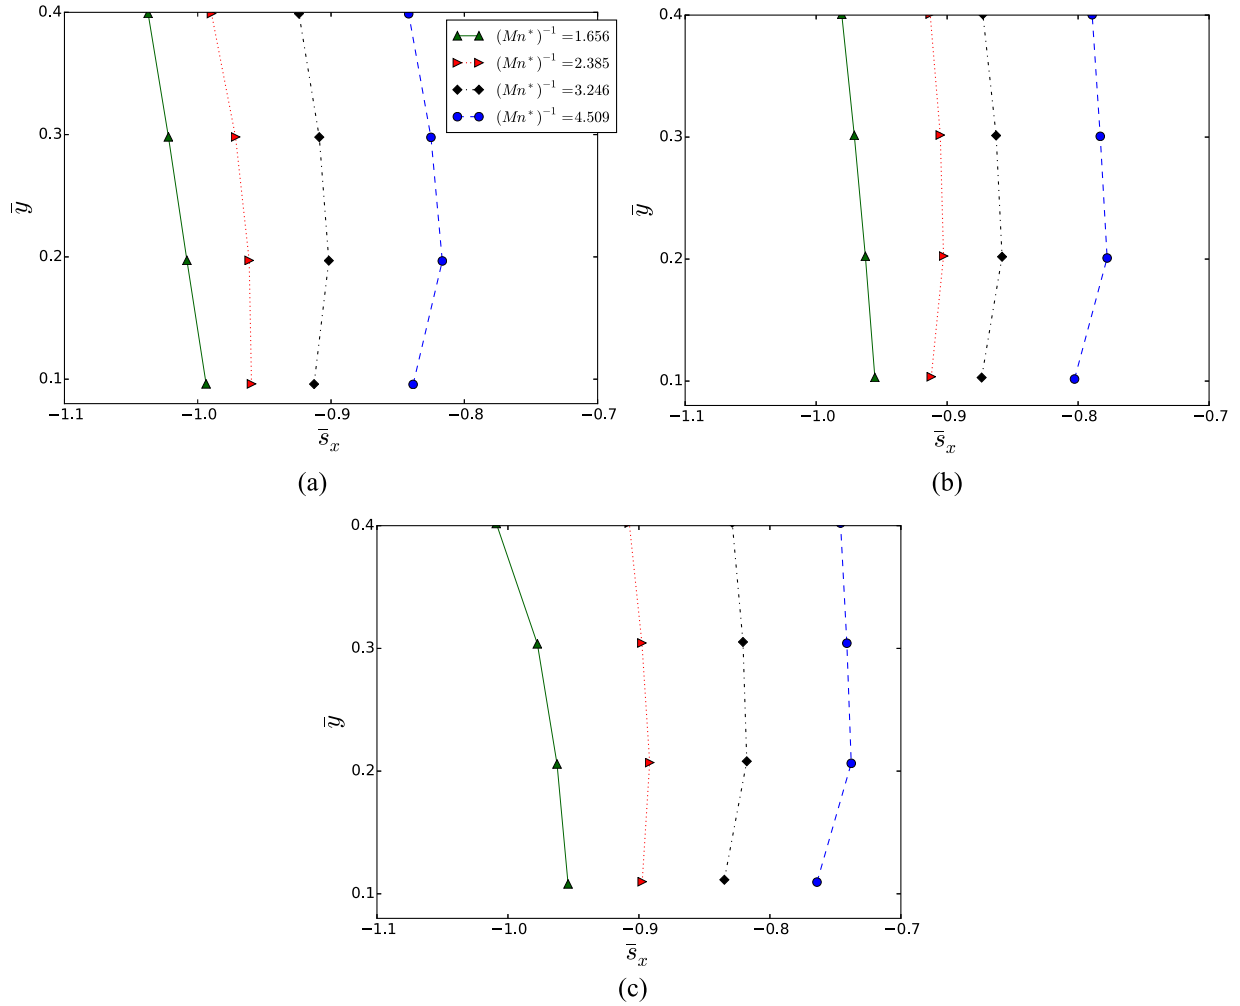 0.4
0.3
0.2
0.1
ȳ
(Mn*)⁻¹ =1.656
(Mn*)⁻¹ =2.385
(Mn*)⁻¹ =3.246
(Mn*)⁻¹ =4.509
−1.1 −1.0 −0.9 −0.8 −0.7
s̄ₓ
(a)
0.4
0.3
0.2
0.1
ȳ
−1.1 −1.0 −0.9 −0.8 −0.7
s̄ₓ
(b)
0.4
0.3
0.2
0.1
ȳ
−1.1 −1.0 −0.9 −0.8 −0.7
s̄ₓ
(c)